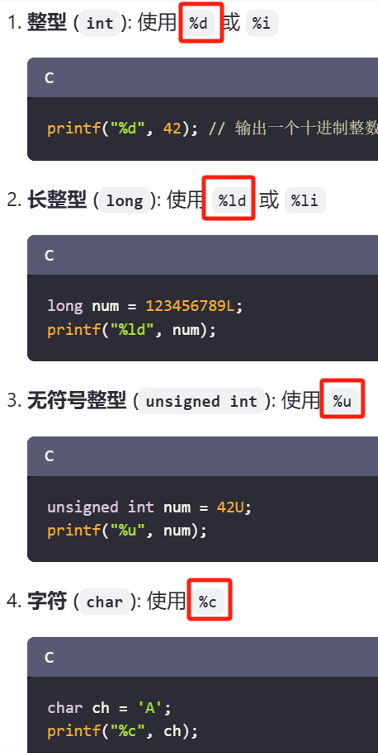 1. 整型 (int): 使用 %d 或 %i
C
printf("%d", 42); // 输出一个十进制整数
2. 长整型 (long): 使用 %ld 或 %li
C
long num = 123456789L;
printf("%ld", num);
3. 无符号整型 (unsigned int): 使用 %u
C
unsigned int num = 42U;
printf("%u", num);
4. 字符 (char): 使用 %c
C
char ch = 'A';
printf("%c", ch);